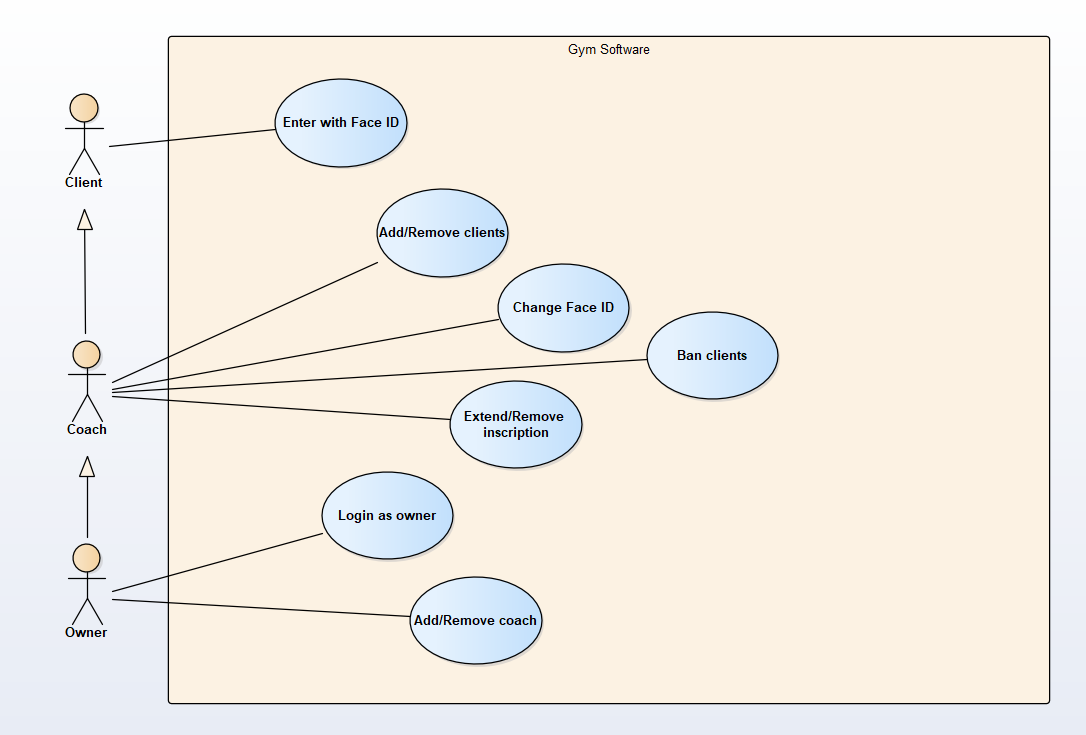 Gym Software
Enter with Face ID
Client
Add/Remove clients
Change Face ID
Ban clients
Coach
Extend/Remove
inscription
Login as owner
Add/Remove coach
Owner